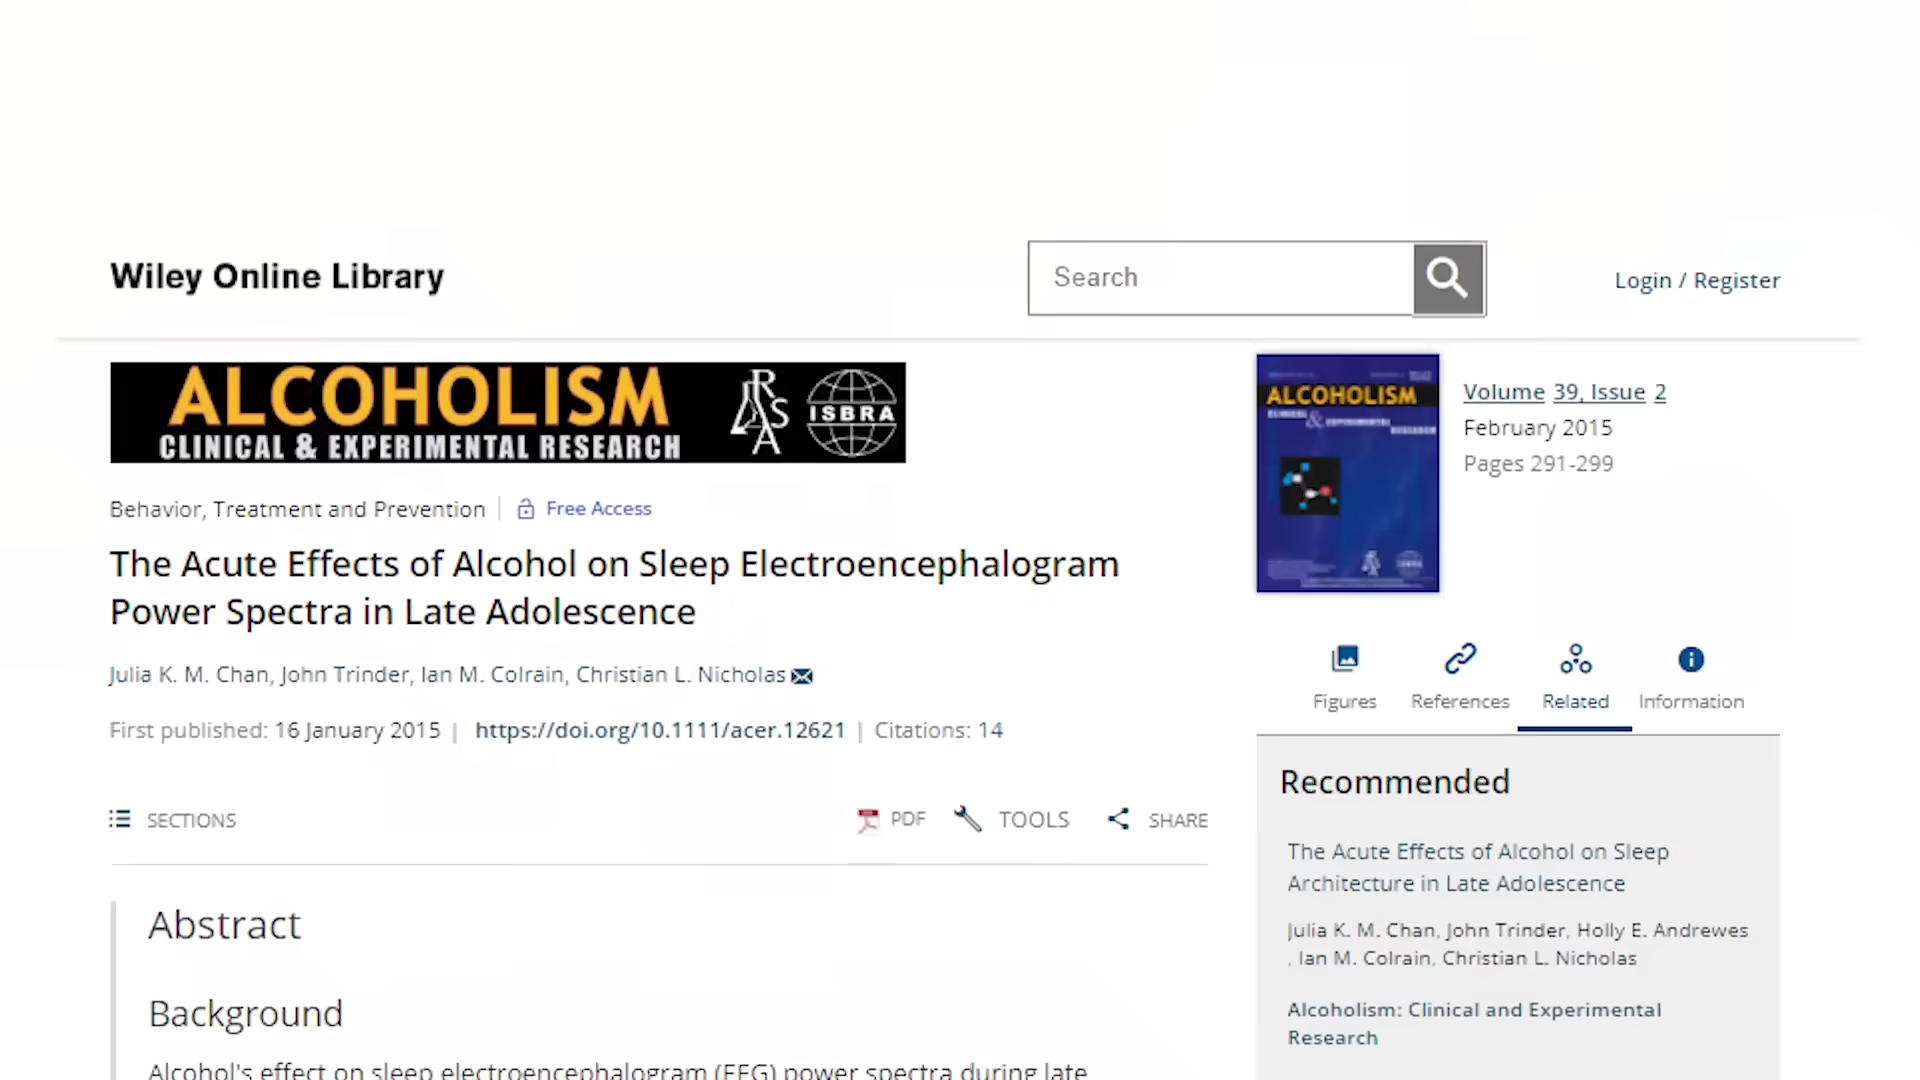 Wiley Online Library
Search
Login / Register
ALCOHOLISM
CLINICAL & EXPERIMENTAL RESEARCH
RSA
ISBRA
Behavior, Treatment and Prevention
Free Access
The Acute Effects of Alcohol on Sleep Electroencephalogram
Power Spectra in Late Adolescence
Julia K. M. Chan, John Trinder, Ian M. Colrain, Christian L. Nicholas
First published: 16 January 2015 | https://doi.org/10.1111/acer.12621 | Citations: 14
SECTIONS
PDF
TOOLS
SHARE
Abstract
Background
Alcohol's effect on sleep electroencephalogram (EEG) power spectra during late
ALCOHOLISM
CLINICAL
&
EXPERIMENTAL
RESEARCH
Volume 39, Issue 2
February 2015
Pages 291-299
Figures
References
Related
Information
Recommended
The Acute Effects of Alcohol on Sleep
Architecture in Late Adolescence
Julia K. M. Chan, John Trinder, Holly E. Andrewes
, Ian M. Colrain, Christian L. Nicholas
Alcoholism: Clinical and Experimental
Research